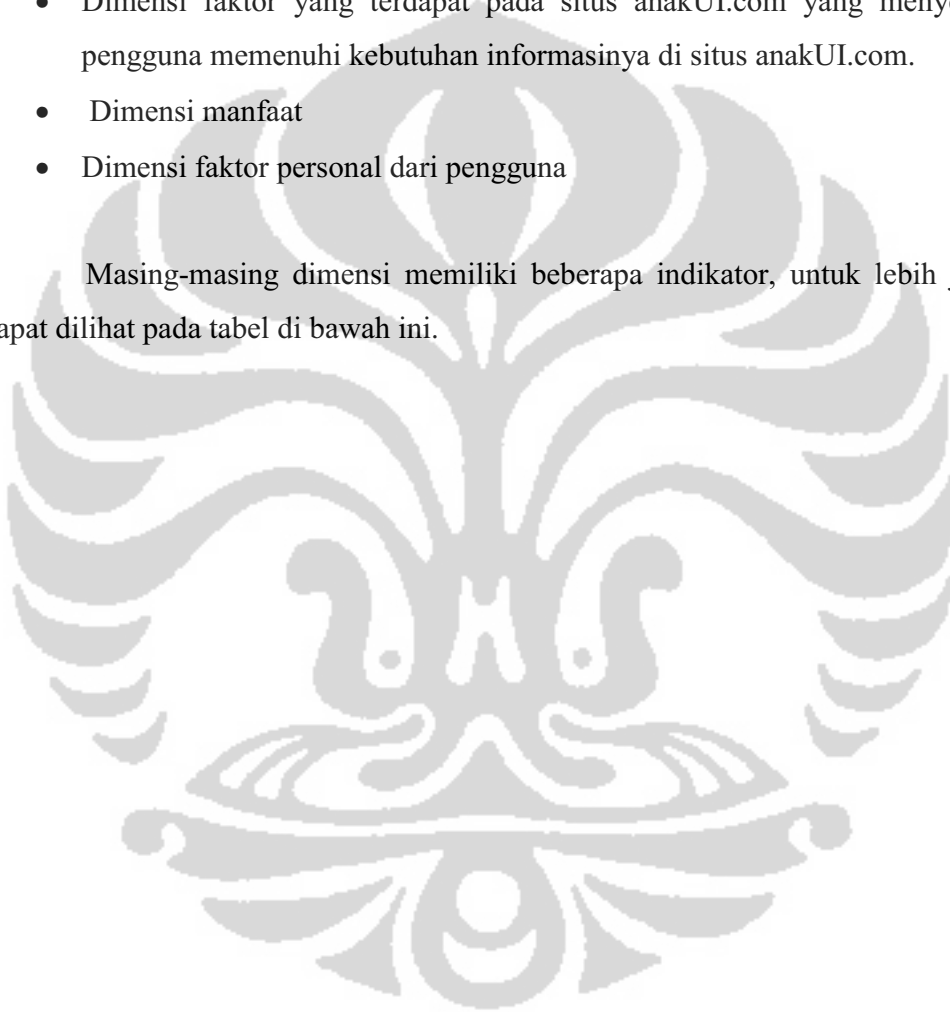 • Dimensi faktor yang terdapat pada situs anakUI.com yang
pengguna memenuhi kebutuhan informasinya di situs anakUI.com.
• Dimensi manfaat
• Dimensi faktor personal dari pengguna
Masing-masing dimensi memiliki beberapa indikator, untuk lebih
dilihat pada tabel di bawah ini.